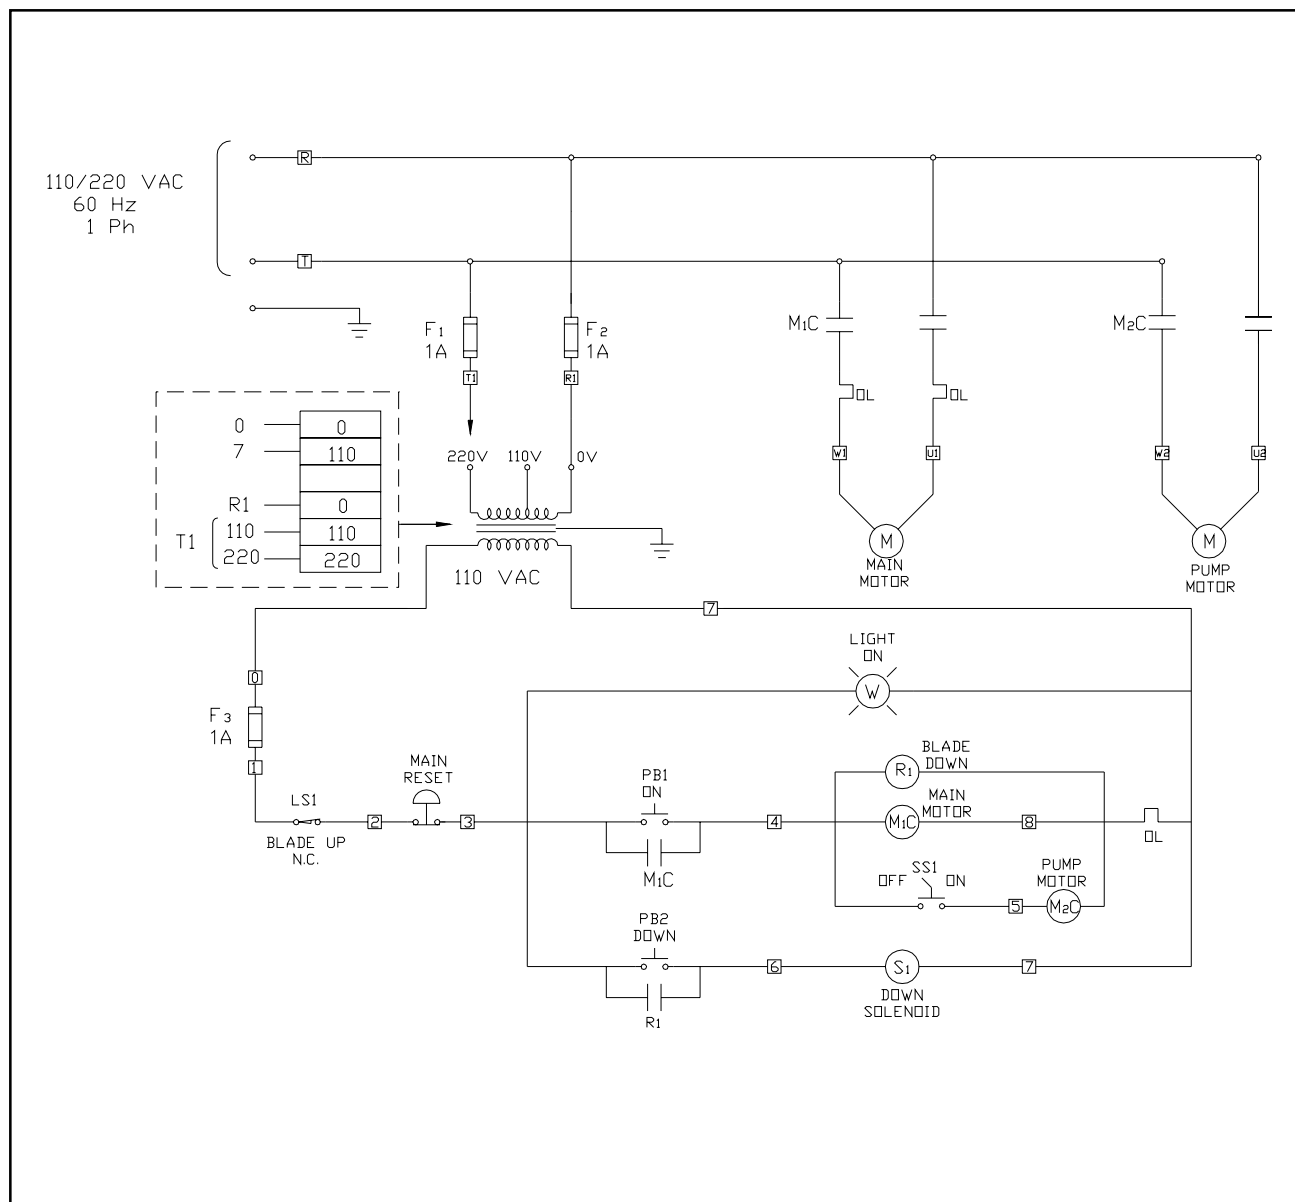 R
110/220 VAC
60 Hz
1 Ph
T
F1
1A
F2
1A
M1C
M2C
T1
R1
OL
OL
0
0
7
110
R1
0
T1
110
110
220
220
220V
110V
0V
W1
U1
W2
U2
M
MAIN
MOTOR
M
PUMP
MOTOR
110 VAC
7
LIGHT
ON
W
0
F3
1A
1
MAIN
RESET
LS1
2
3
BLADE UP
N.C.
PB1
ON
M1C
4
R1
BLADE
DOWN
M1C
MAIN
MOTOR
8
OL
SS1
OFF
ON
5
PUMP
MOTOR
M2C
PB2
DOWN
R1
6
S1
7
DOWN
SOLENOID